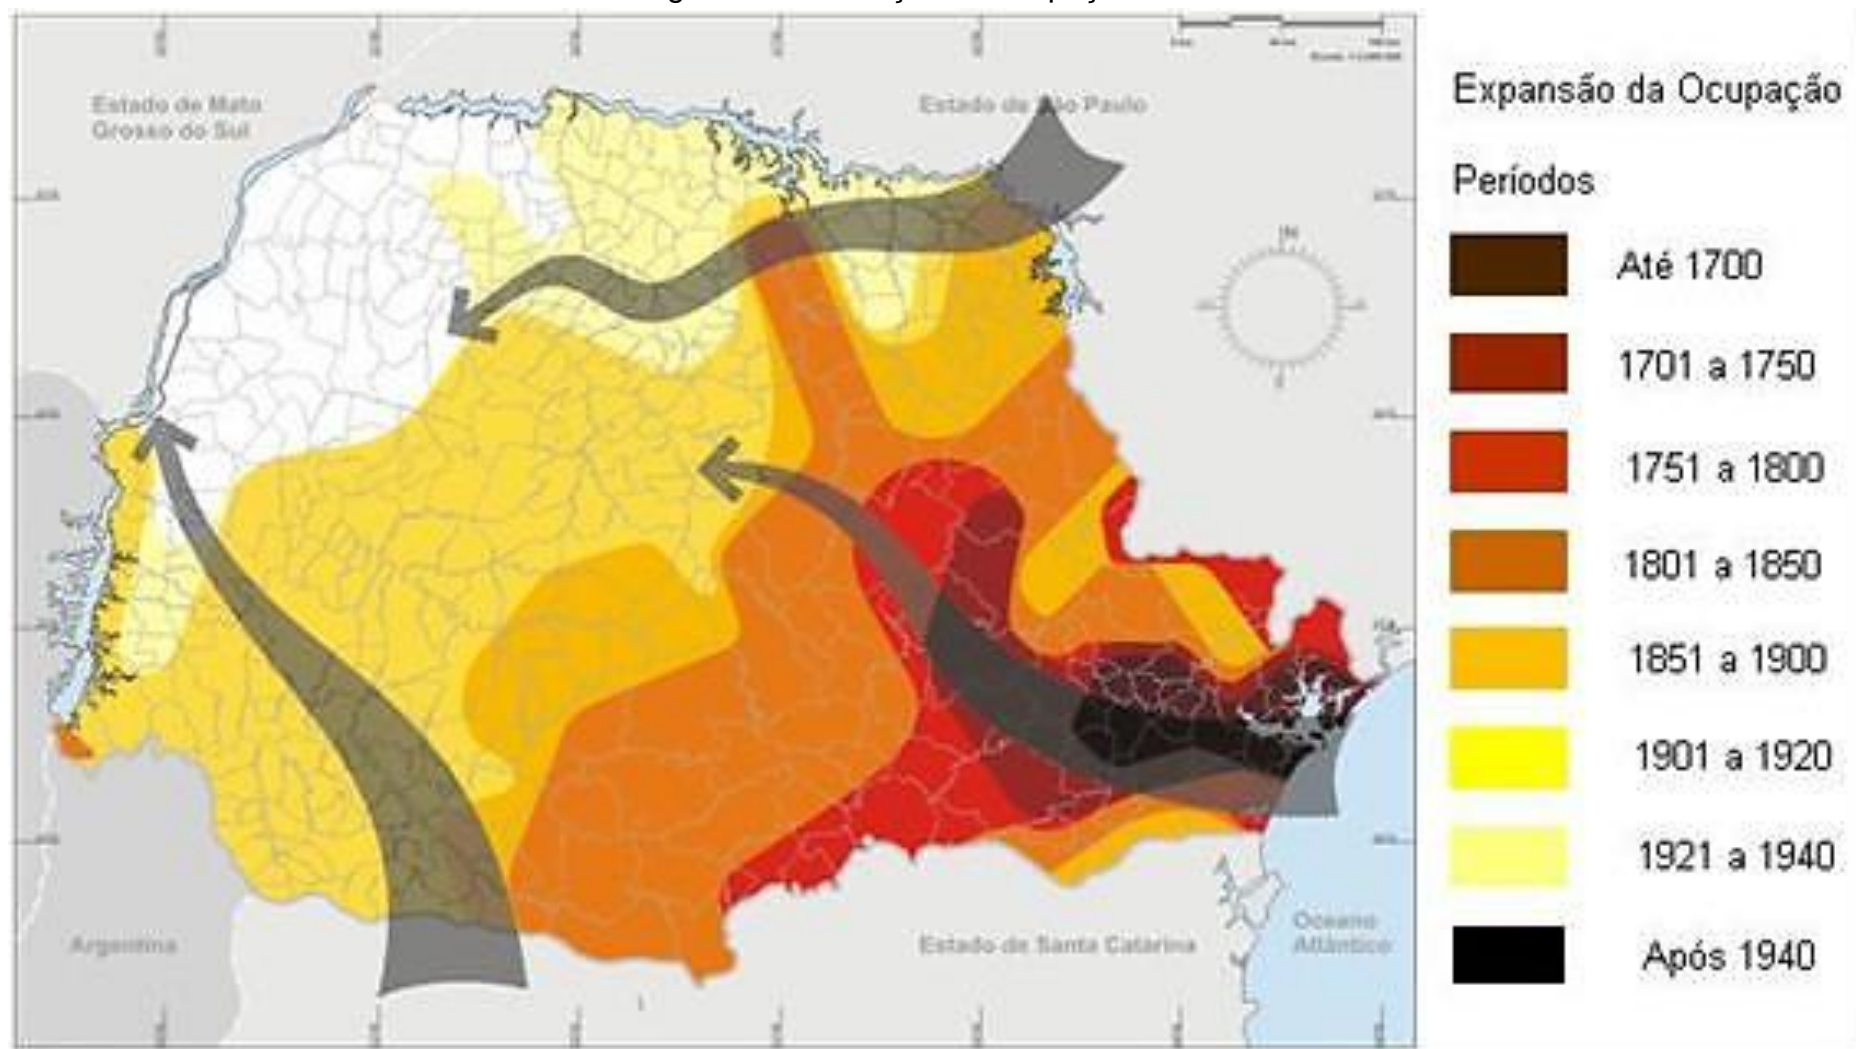 Estado de Mato
Grosso do Sul
Estado de São Paulo
Expansão da Ocupação
Períodos
Até 1700
1701 a 1750
1751 a 1800
1801 a 1850
1851 a 1900
1901 a 1920
1921 a 1940
Após 1940
N
Argentina
Estado de Santa Catarina
Oceano
Atlântico